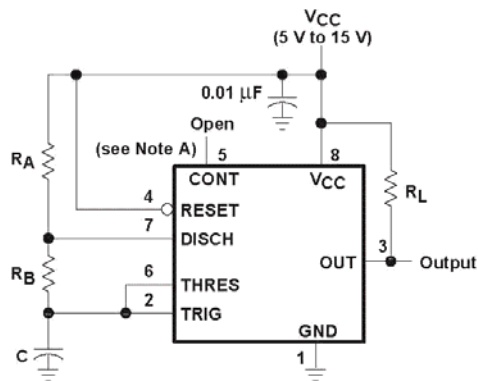 VCC
(5 V to 15 V)
0.01 μF
Open
(see Note A)
RA
5
8
CONT
VCC
RL
4
RESET
7
DISCH
3
RB
6
OUT
Output
THRES
2
TRIG
GND
C
1